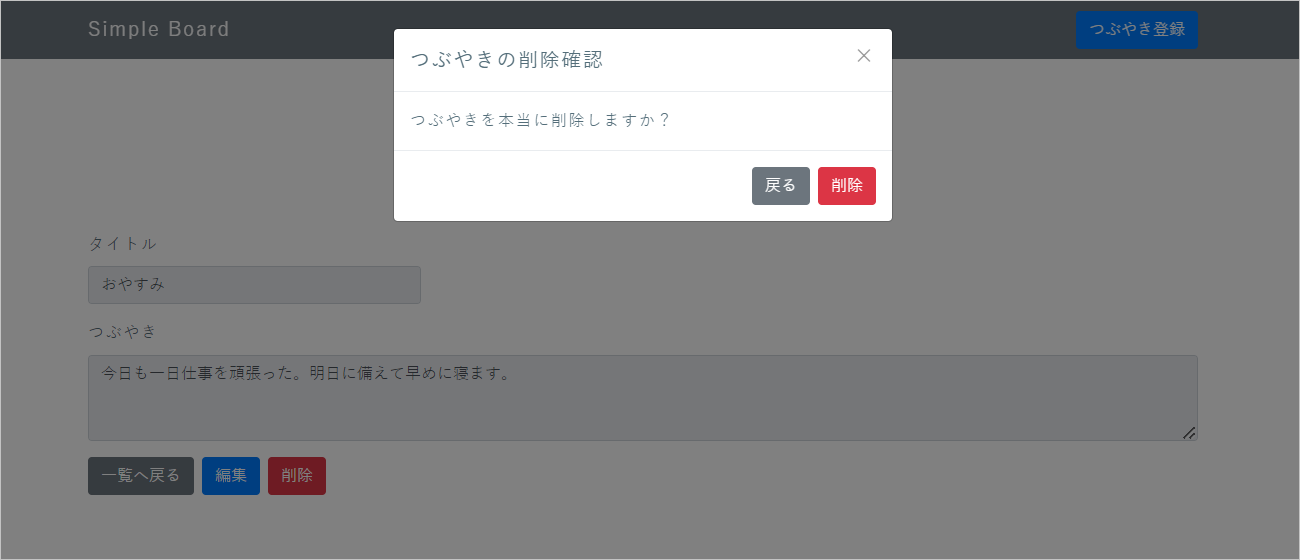 Simple Board
つぶやき登録
つぶやきの削除確認
つぶやきを本当に削除しますか？
戻る
削除
タイトル
おやすみ
つぶやき
今日も一日仕事を頑張った。明日に備えて早めに寝ます。
一覧へ戻る
編集
削除